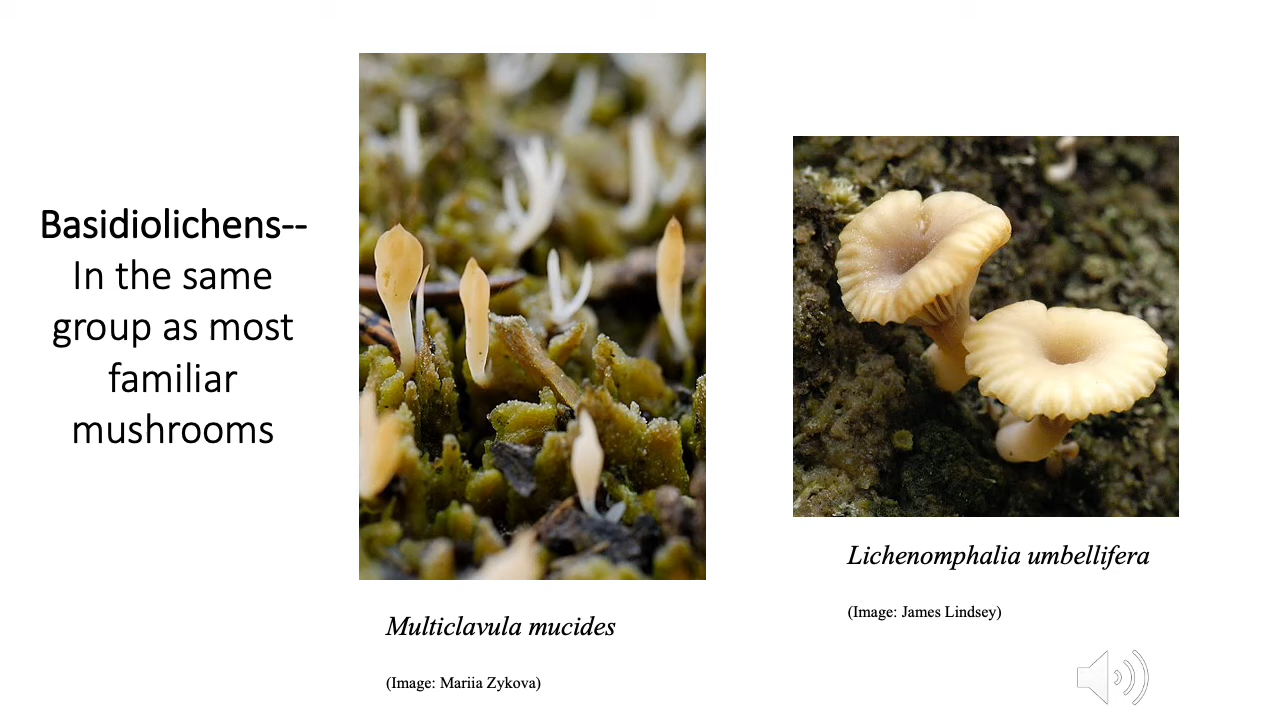 Basidiolichens--
In the same
group as most
familiar
mushrooms
Multiclavula mucides
(Image: Mariia Zykova)
Lichenomphalia umbellifera
(Image: James Lindsey)